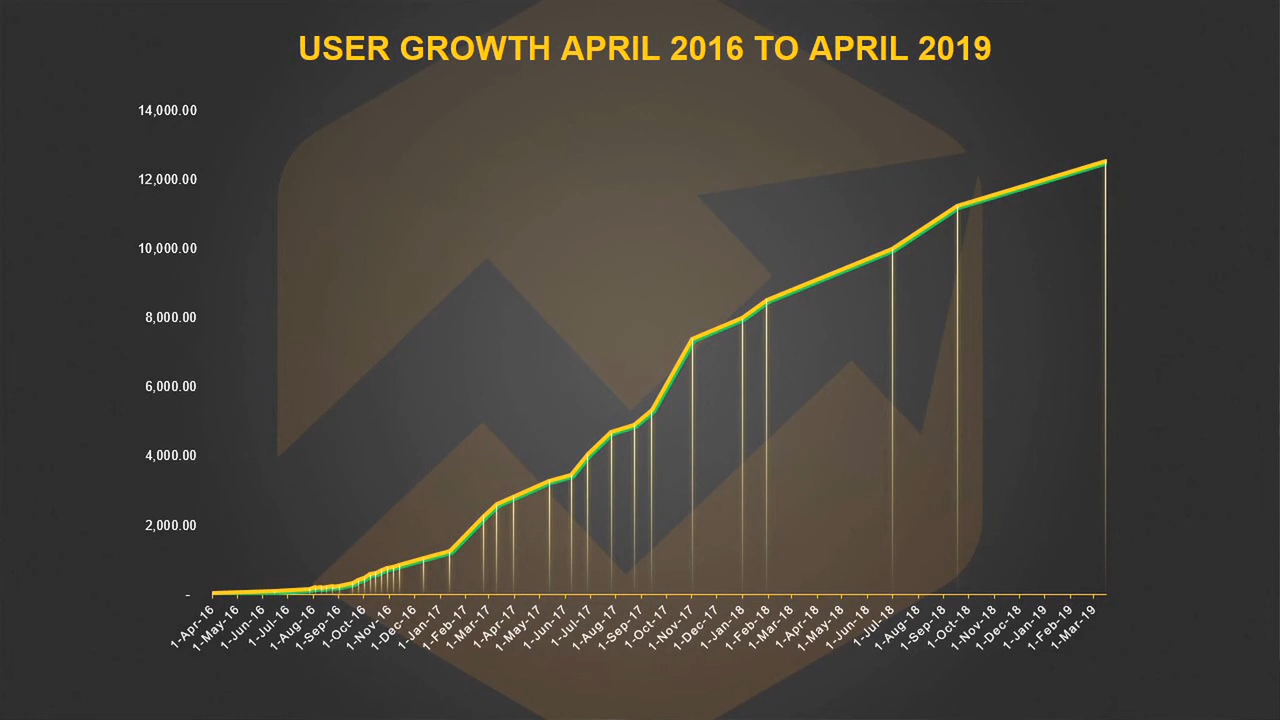 USER GROWTH APRIL 2016 TO APRIL 2019
14,000.00
12,000.00
10,000.00
8,000.00
6,000.00
4,000.00
2,000.00
-
1-Apr-16
1-May-16
1-Jun-16
1-Jul-16
1-Aug-16
1-Sep-16
1-Oct-16
1-Nov-16
1-Dec-16
1-Jan-17
1-Feb-17
1-Mar-17
1-Apr-17
1-May-17
1-Jun-17
1-Jul-17
1-Aug-17
1-Sep-17
1-Oct-17
1-Nov-17
1-Dec-17
1-Jan-18
1-Feb-18
1-Mar-18
1-Apr-18
1-May-18
1-Jun-18
1-Jul-18
1-Aug-18
1-Sep-18
1-Oct-18
1-Nov-18
1-Dec-18
1-Jan-19
1-Feb-19
1-Mar-19